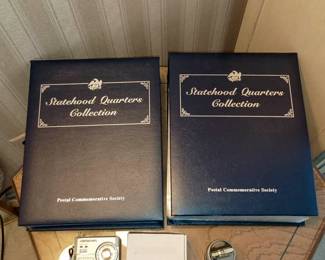 Statehood Quarters
Collection
Postal Commemorative Society
Statehood Quarters
Collection
Postal Commemorative Society